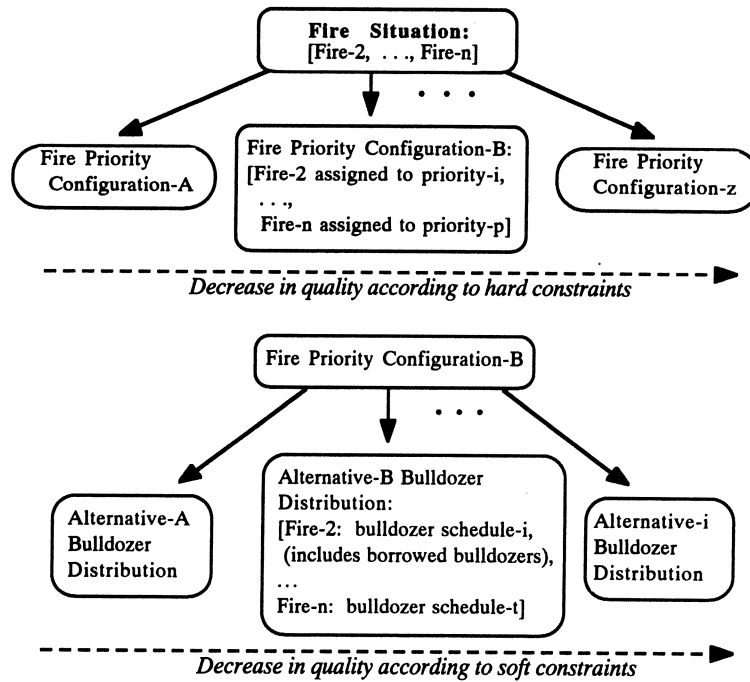 Fire Situation:
[Fire-2, . . ., Fire-n]
. . .
Fire Priority
Configuration-A
Fire Priority Configuration-B:
[Fire-2 assigned to priority-i,
. . .,
Fire-n assigned to priority-p]
Fire Priority
Configuration-z
Decrease in quality according to hard constraints
Fire Priority Configuration-B
. . .
Alternative-A
Bulldozer
Distribution
Alternative-B Bulldozer
Distribution:
[Fire-2: bulldozer schedule-i,
(includes borrowed bulldozers),
...
Fire-n: bulldozer schedule-t]
Alternative-i
Bulldozer
Distribution
Decrease in quality according to soft constraints